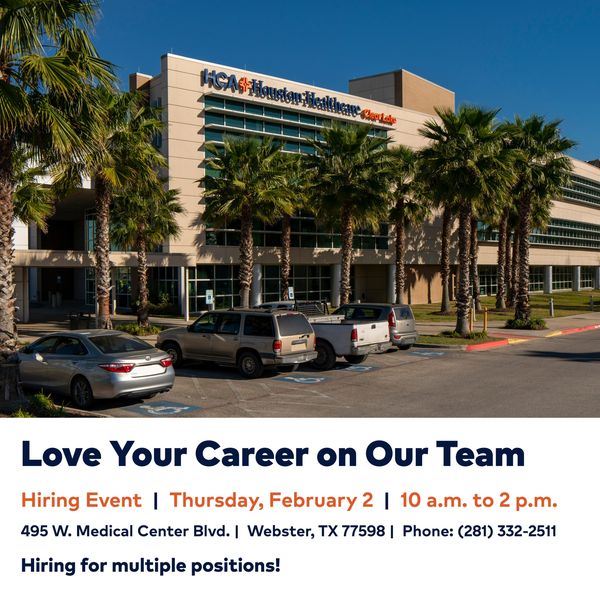 HCA Houston Healthcare Clear Lake
Love Your Career on Our Team
Hiring Event | Thursday, February 2 | 10 a.m. to 2 p.m.
495 W. Medical Center Blvd. | Webster, TX 77598 | Phone: (281) 332-2511
Hiring for multiple positions!